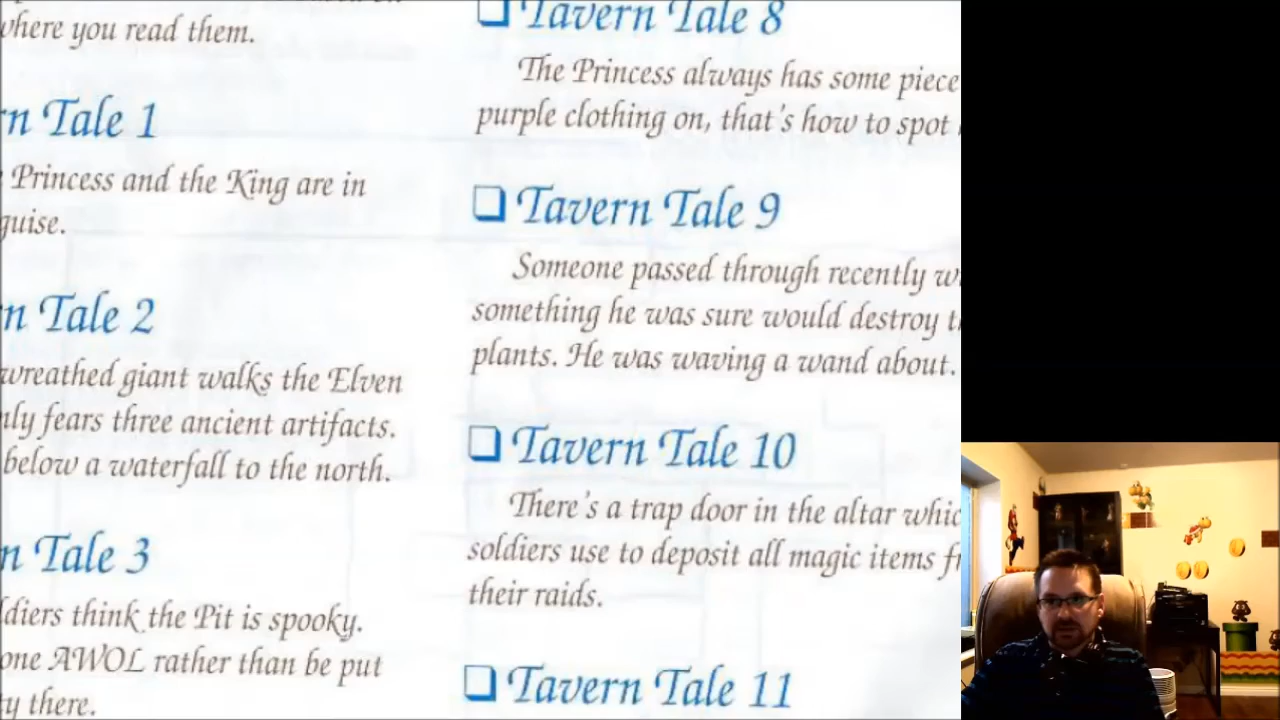 where you read them.
rn Tale 1
Princess and the King are in
guise.
rn Tale 2
wreathed giant walks the Elven
nly fears three ancient artifacts.
below a waterfall to the north.
n Tale 3
ldiers think the Pit is spooky.
one AWOL rather than be put
ty there.
Tavern Tale 8
The Princess always has some piece
purple clothing on, that's how to spot
Tavern Tale 9
Someone passed through recently wi
something he was sure would destroy t
plants. He was waving a wand about.
Tavern Tale 10
There's a trap door in the altar whic
soldiers use to deposit all magic items fr
their raids.
Tavern Tale 11